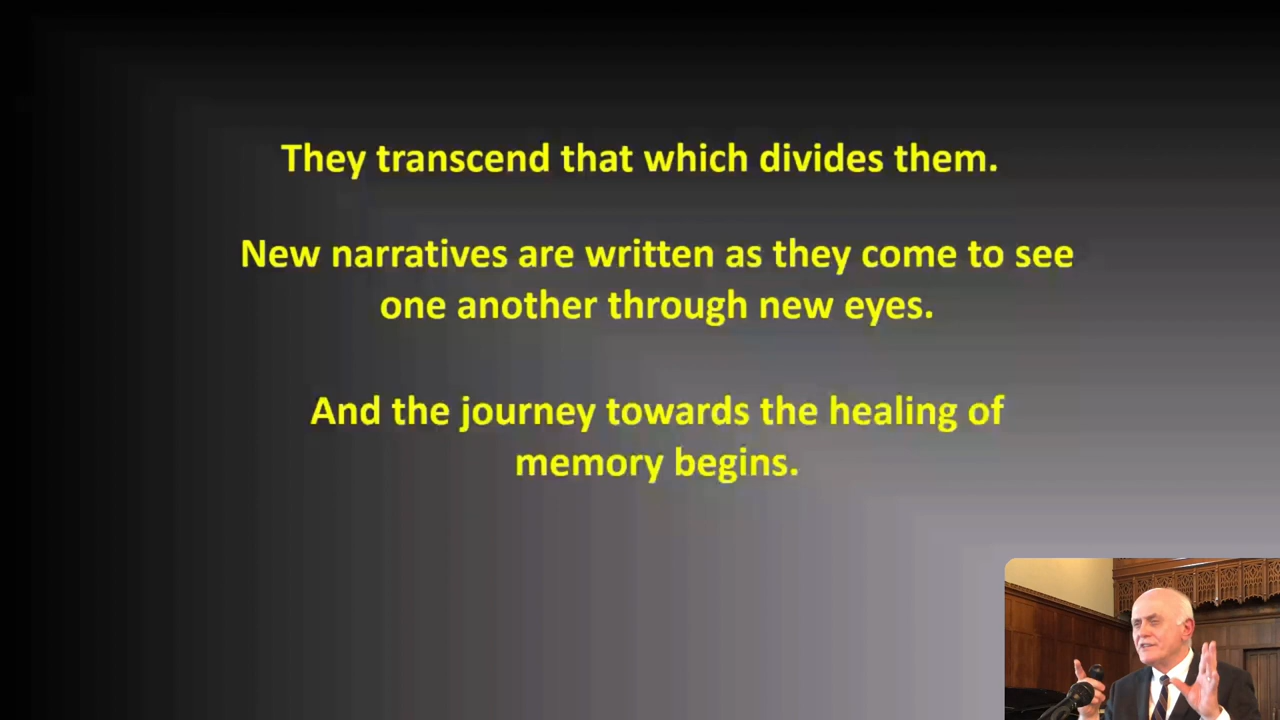 They transcend that which divides them.
New narratives are written as they come to see
one another through new eyes.
And the journey towards the healing of
memory begins.